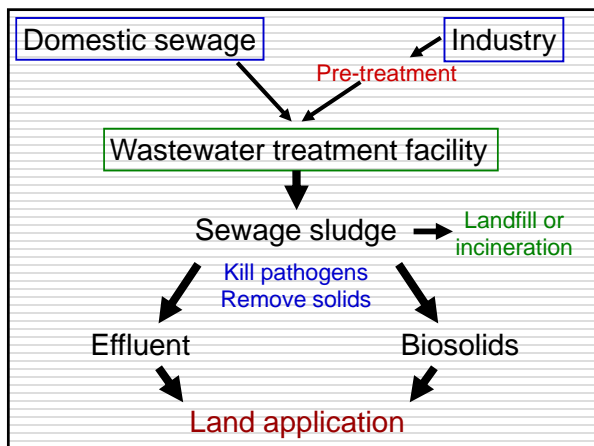 Domestic sewage
Industry
Pre-treatment
Wastewater treatment facility
Sewage sludge
Landfill or
incineration
Kill pathogens
Remove solids
Effluent
Biosolids
Land application